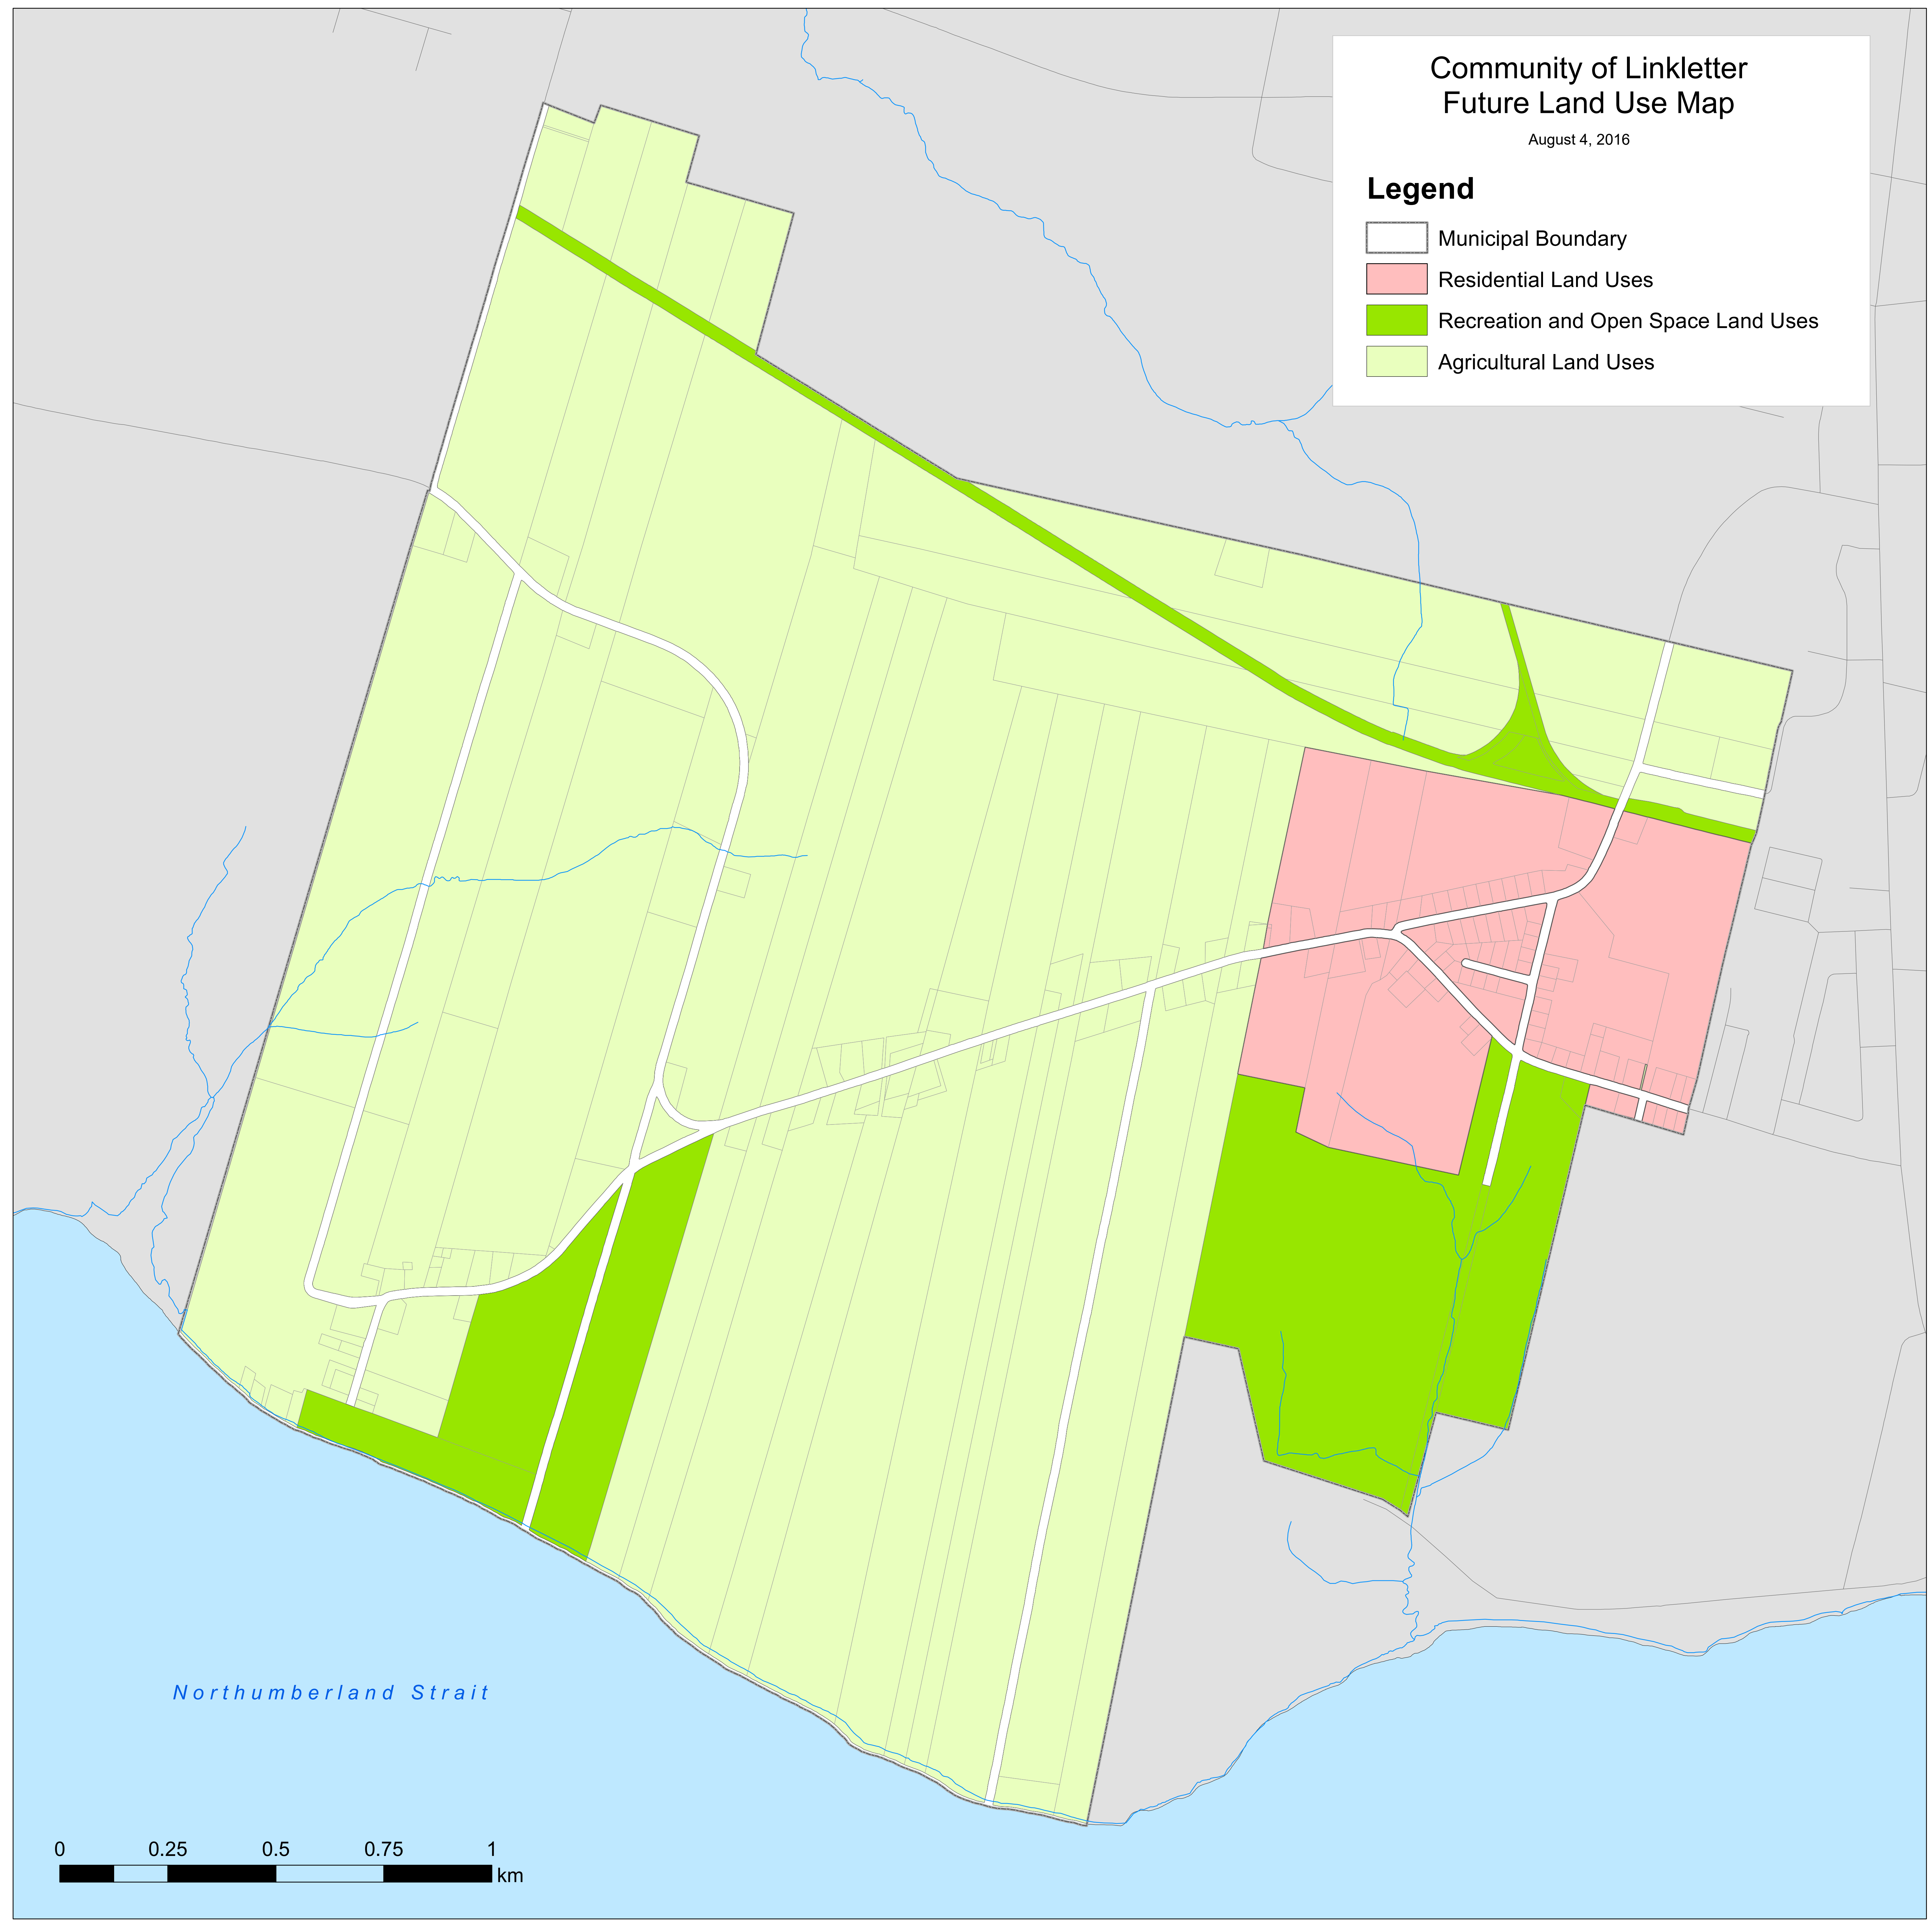 Community of Linkletter
Future Land Use Map
August 4, 2016
Legend
Municipal Boundary
Residential Land Uses
Recreation and Open Space Land Uses
Agricultural Land Uses
Northumberland Strait
0 0.25 0.5 0.75 1
km